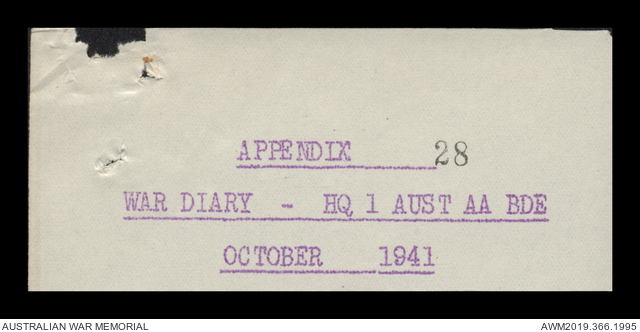 APPENDIX 28
WAR DIARY - HQ 1 AUST AA BDE
OCTOBER 1941
AUSTRALIAN WAR MEMORIAL AWM2019.366.1995